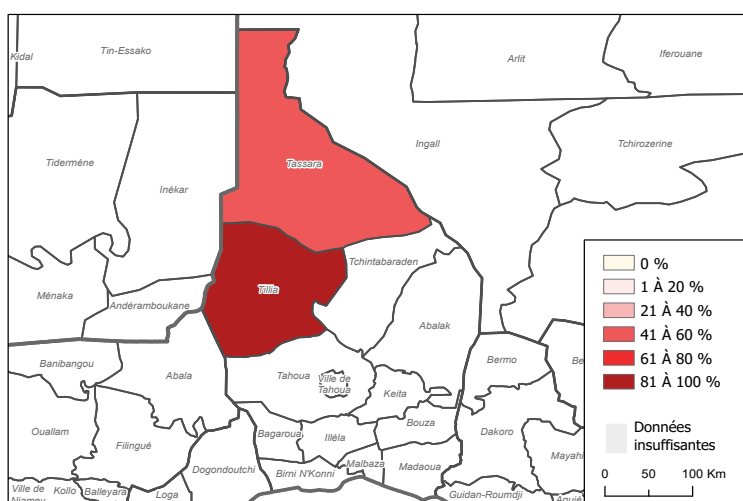 Kidal
Tin-Essako
Arlit
Iferouane
Tidermène
Inékar
Tassara
Ingall
Tchirozerine
Ménaka
Andéramboukane
Tillia
Tchintabaraden
Abalak
0 %
1 À 20 %
21 À 40 %
41 À 60 %
61 À 80 %
81 À 100 %
Données
insuffisantes
0 50 100 Km
Banibangou
Abala
Tahoua
Ville de
Tahoua
Keita
Bermo
Be
Ouallam
Filingué
Bagaroua
Illéla
Bouza
Dakoro
Mayahi
Dogondoutchi
Birni N'Konni
Malbaza
Madaoua
Ville de
Niamey
Kollo
Balleyara
Loga
Guidan-Roumdji
Aguié